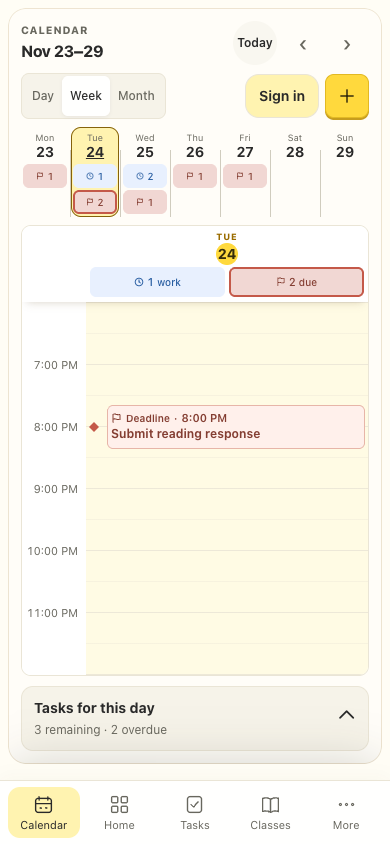 CALENDAR
Nov 23–29
Today
Day Week Month
Sign in
+
Mon Tue Wed Thu Fri Sat Sun
23 24 25 26 27 28 29
1 1 2 1 1
2 1
TUE
24
1 work 2 due
7:00 PM
Deadline · 8:00 PM
8:00 PM
Submit reading response
9:00 PM
10:00 PM
11:00 PM
Tasks for this day
3 remaining · 2 overdue
Calendar Home Tasks Classes More